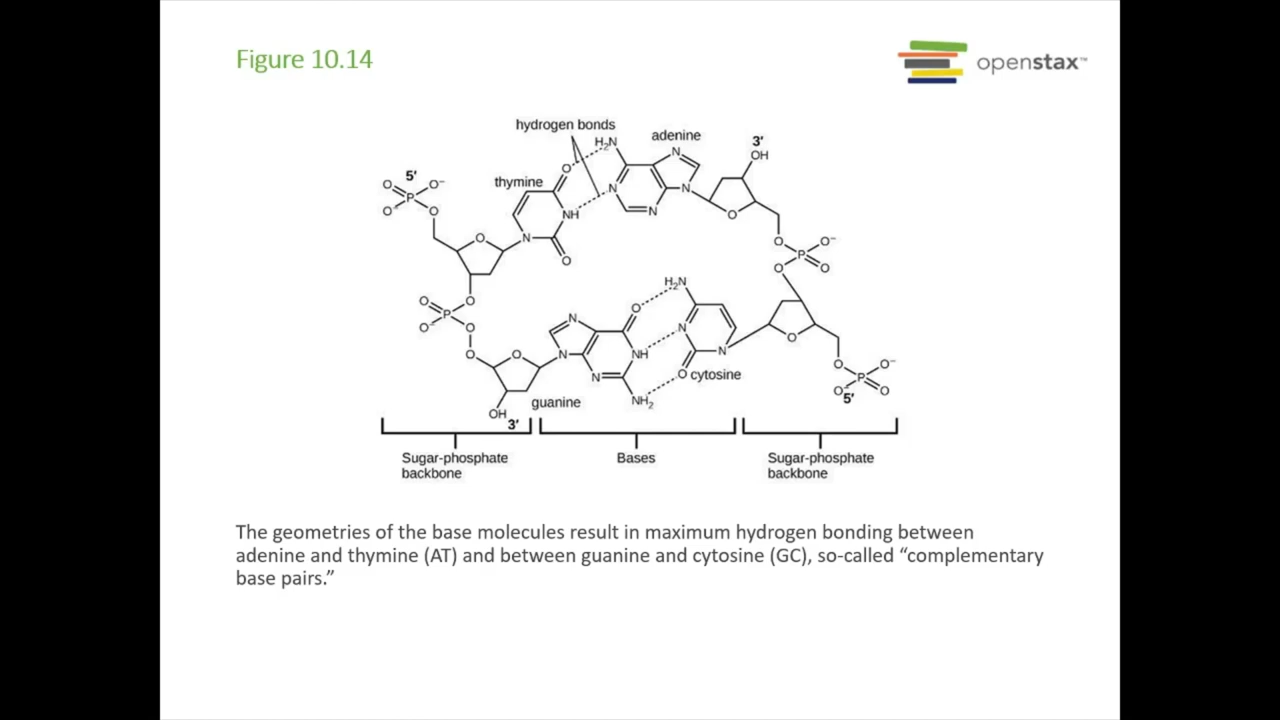 Figure 10.14
openstax™
hydrogen bonds
H₂N
adenine
N
3′
OH
5′
O
O⁻
P
O⁻
O
thymine
O
NH
N
O
N
N
N
O
O
O
P
O⁻
O
O
O
P
O⁻
O
O
O
N
O
H₂N
N
N
O
cytosine
O
O
N
NH
N
N
NH₂
guanine
OH
3′
O
O
P
O⁻
O⁻
O
5′
Sugar-phosphate
backbone
Bases
Sugar-phosphate
backbone
The geometries of the base molecules result in maximum hydrogen bonding between
adenine and thymine (AT) and between guanine and cytosine (GC), so-called “complementary
base pairs.”